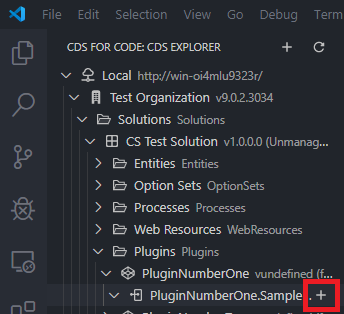 File Edit Selection View Go Debug Term
CDS FOR CODE: CDS EXPLORER
Local http://win-oi4mlu9323r/
Test Organization v9.0.2.3034
Solutions Solutions
CS Test Solution v1.0.0.0 (Unmanag...
Entities Entities
Option Sets OptionSets
Processes Processes
Web Resources WebResources
Plugins Plugins
PluginNumberOne vundefined (f...
PluginNumberOne.Sample...